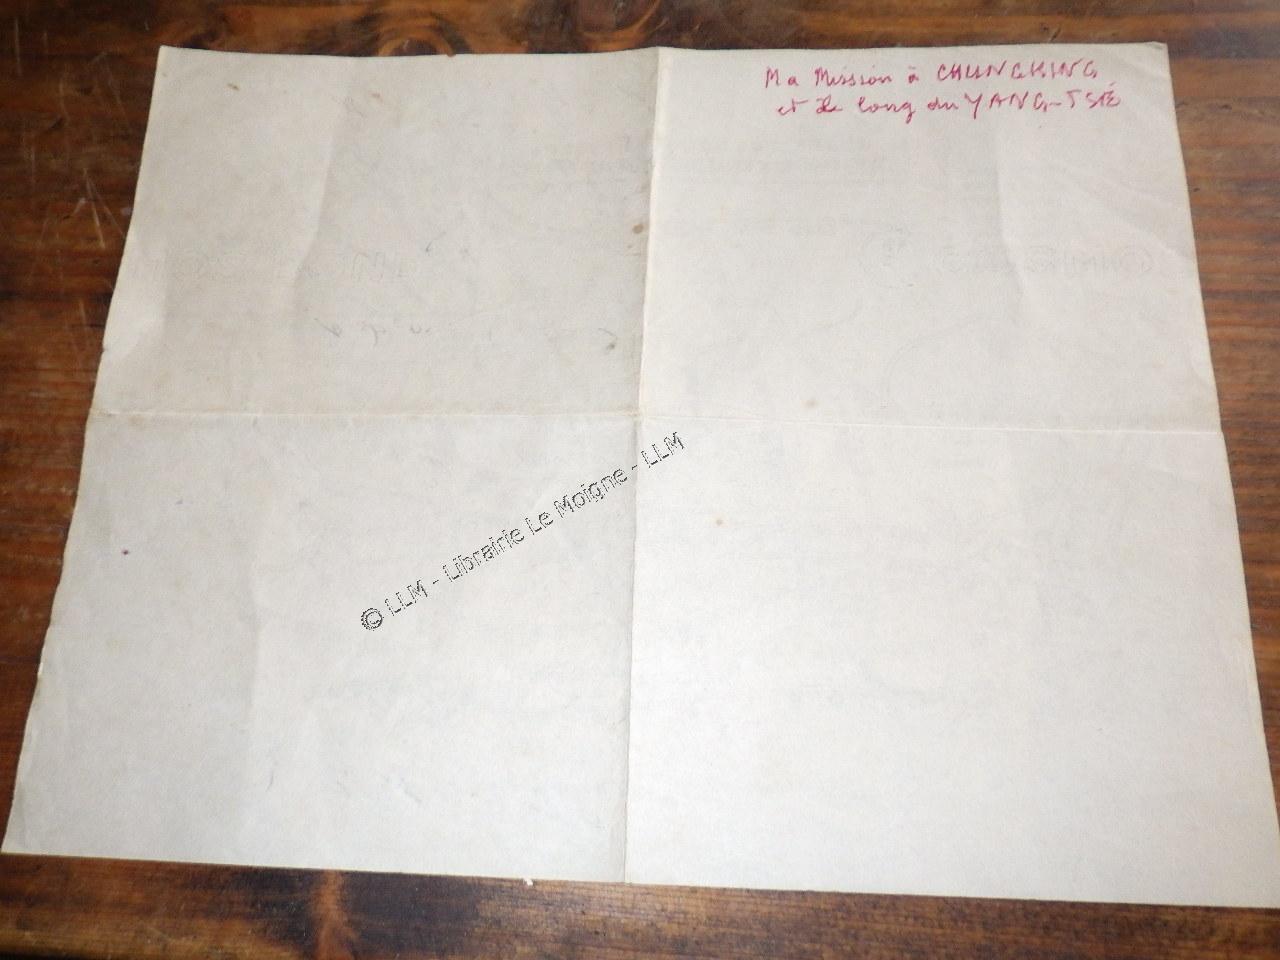 Ma Mission à CHUNGKING
et le long du YANG-TSÉ
© LLM - Librairie Le Moigne - LLM